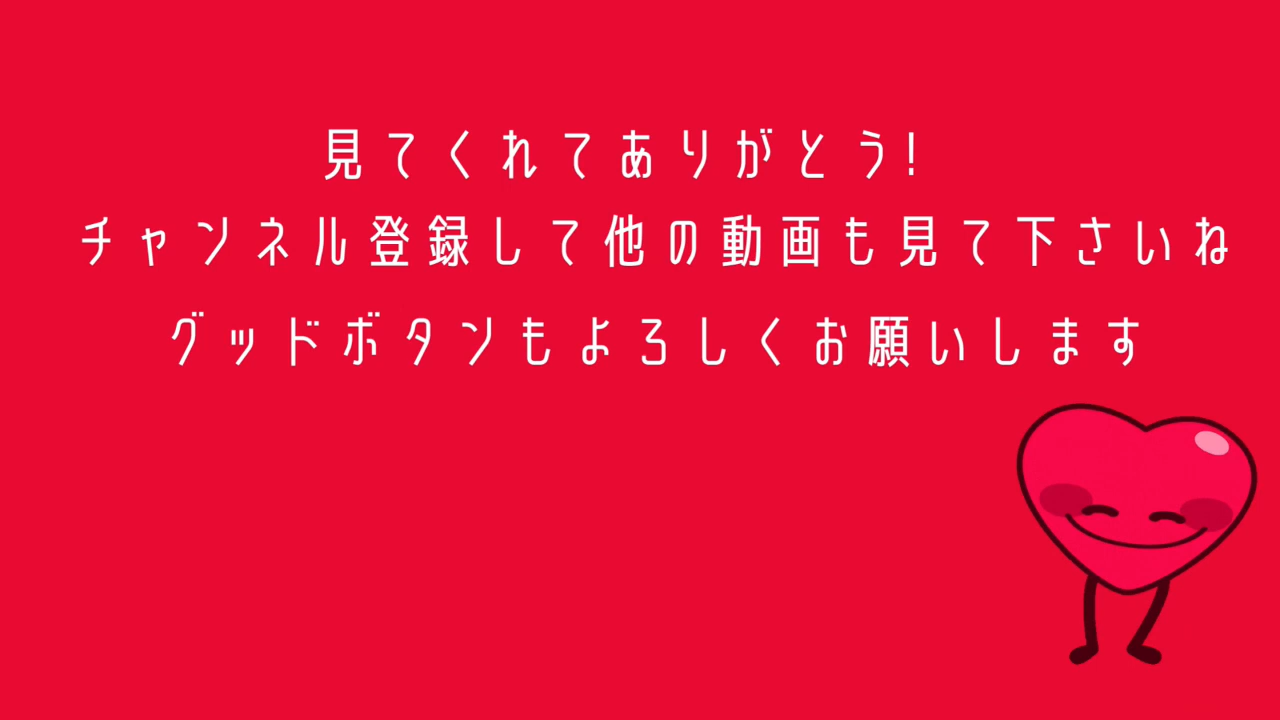 見てくれてありがとう!
チャンネル登録して他の動画も見て下さいね
グッドボタンもよろしくお願いします